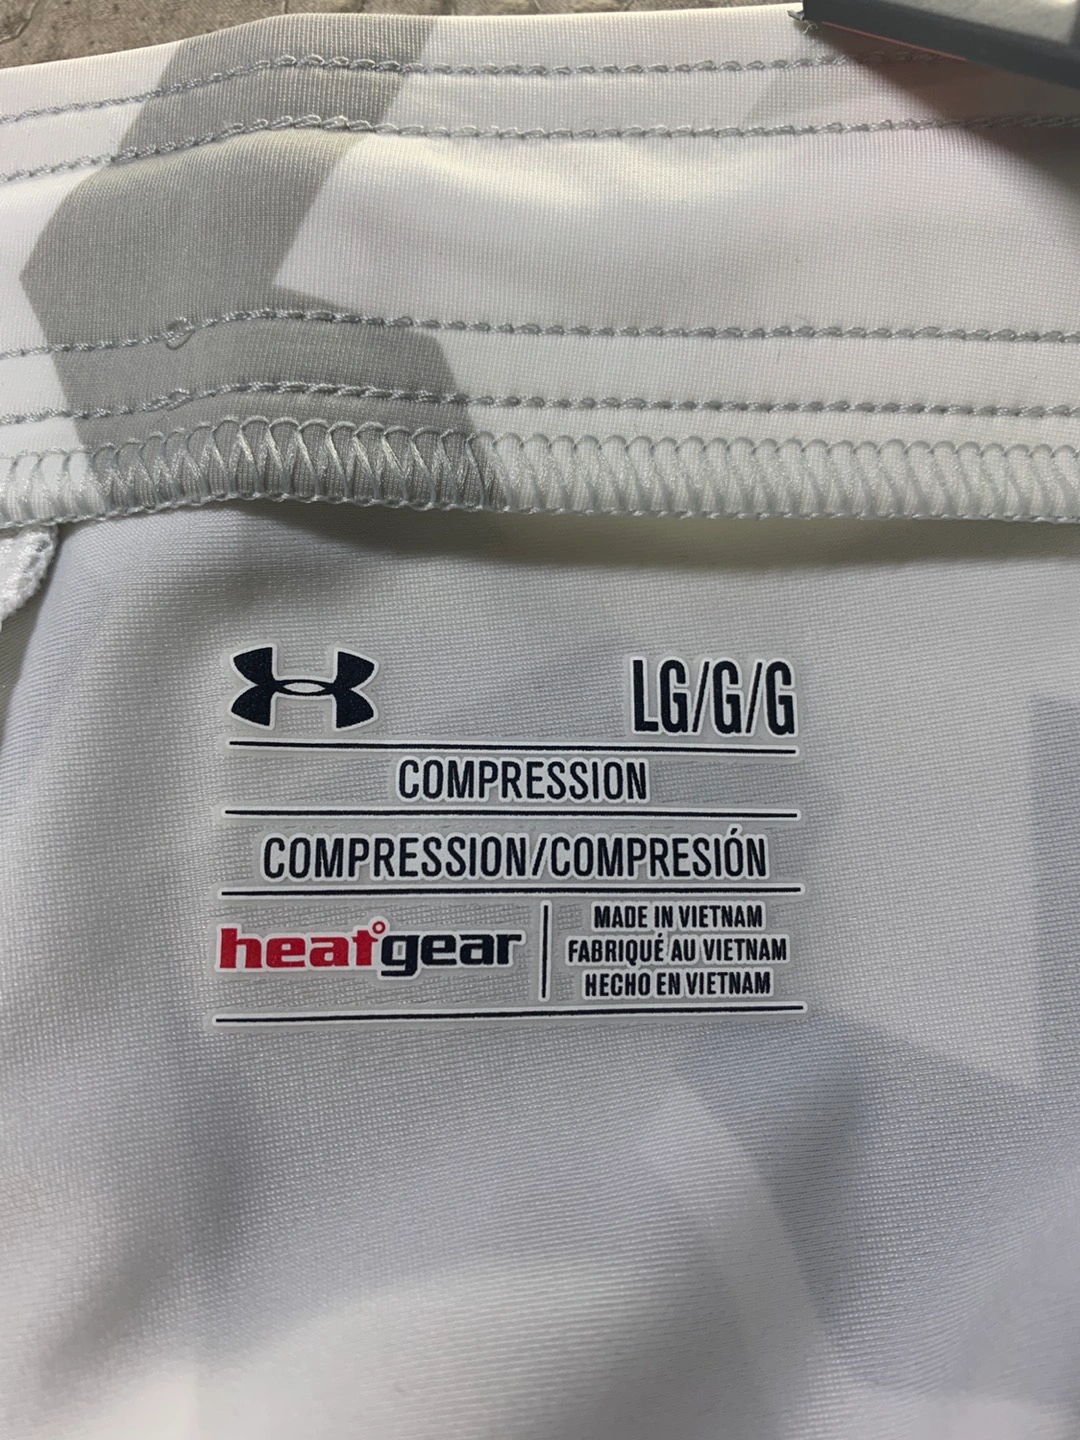 LG/G/G
COMPRESSION
COMPRESSION/COMPRESIÓN
heatgear
MADE IN VIETNAM
FABRIQUÉ AU VIETNAM
HECHO EN VIETNAM